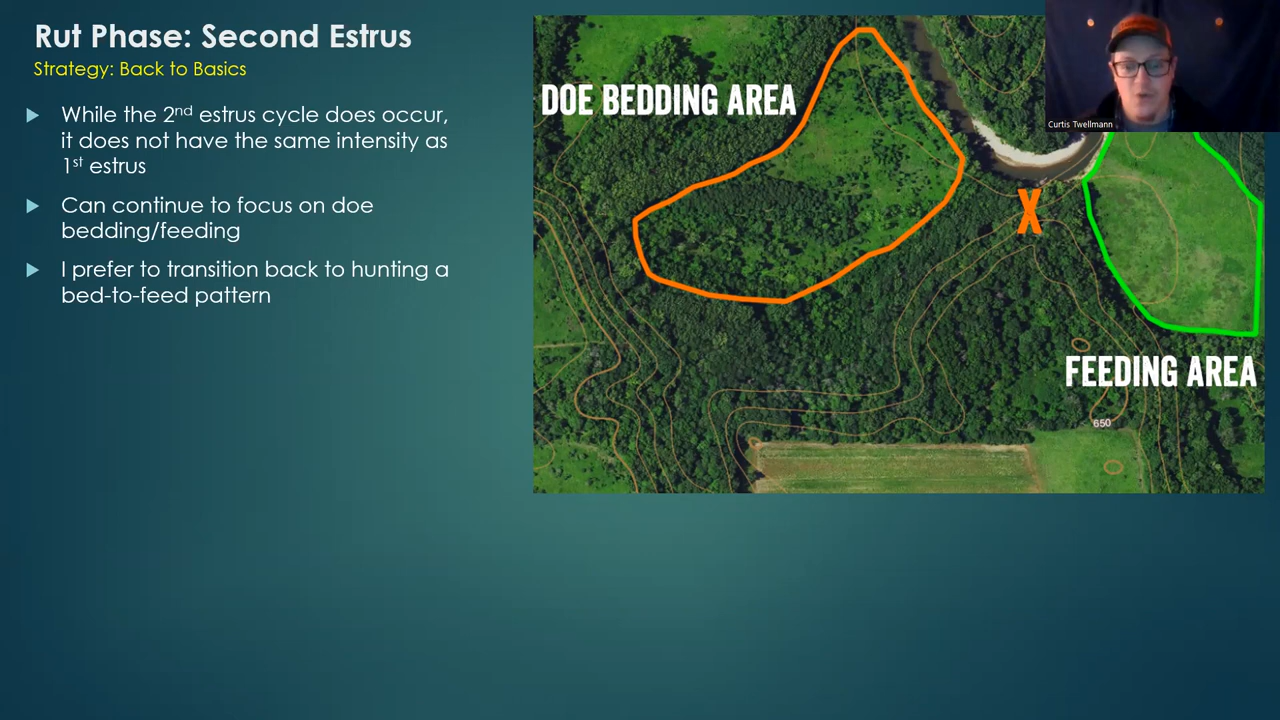 Rut Phase: Second Estrus
Strategy: Back to Basics
While the 2nd estrus cycle does occur,
it does not have the same intensity as
1st estrus
Can continue to focus on doe
bedding/feeding
I prefer to transition back to hunting a
bed-to-feed pattern
DOE BEDDING AREA
X
FEEDING AREA
650
Curtis Twellmann